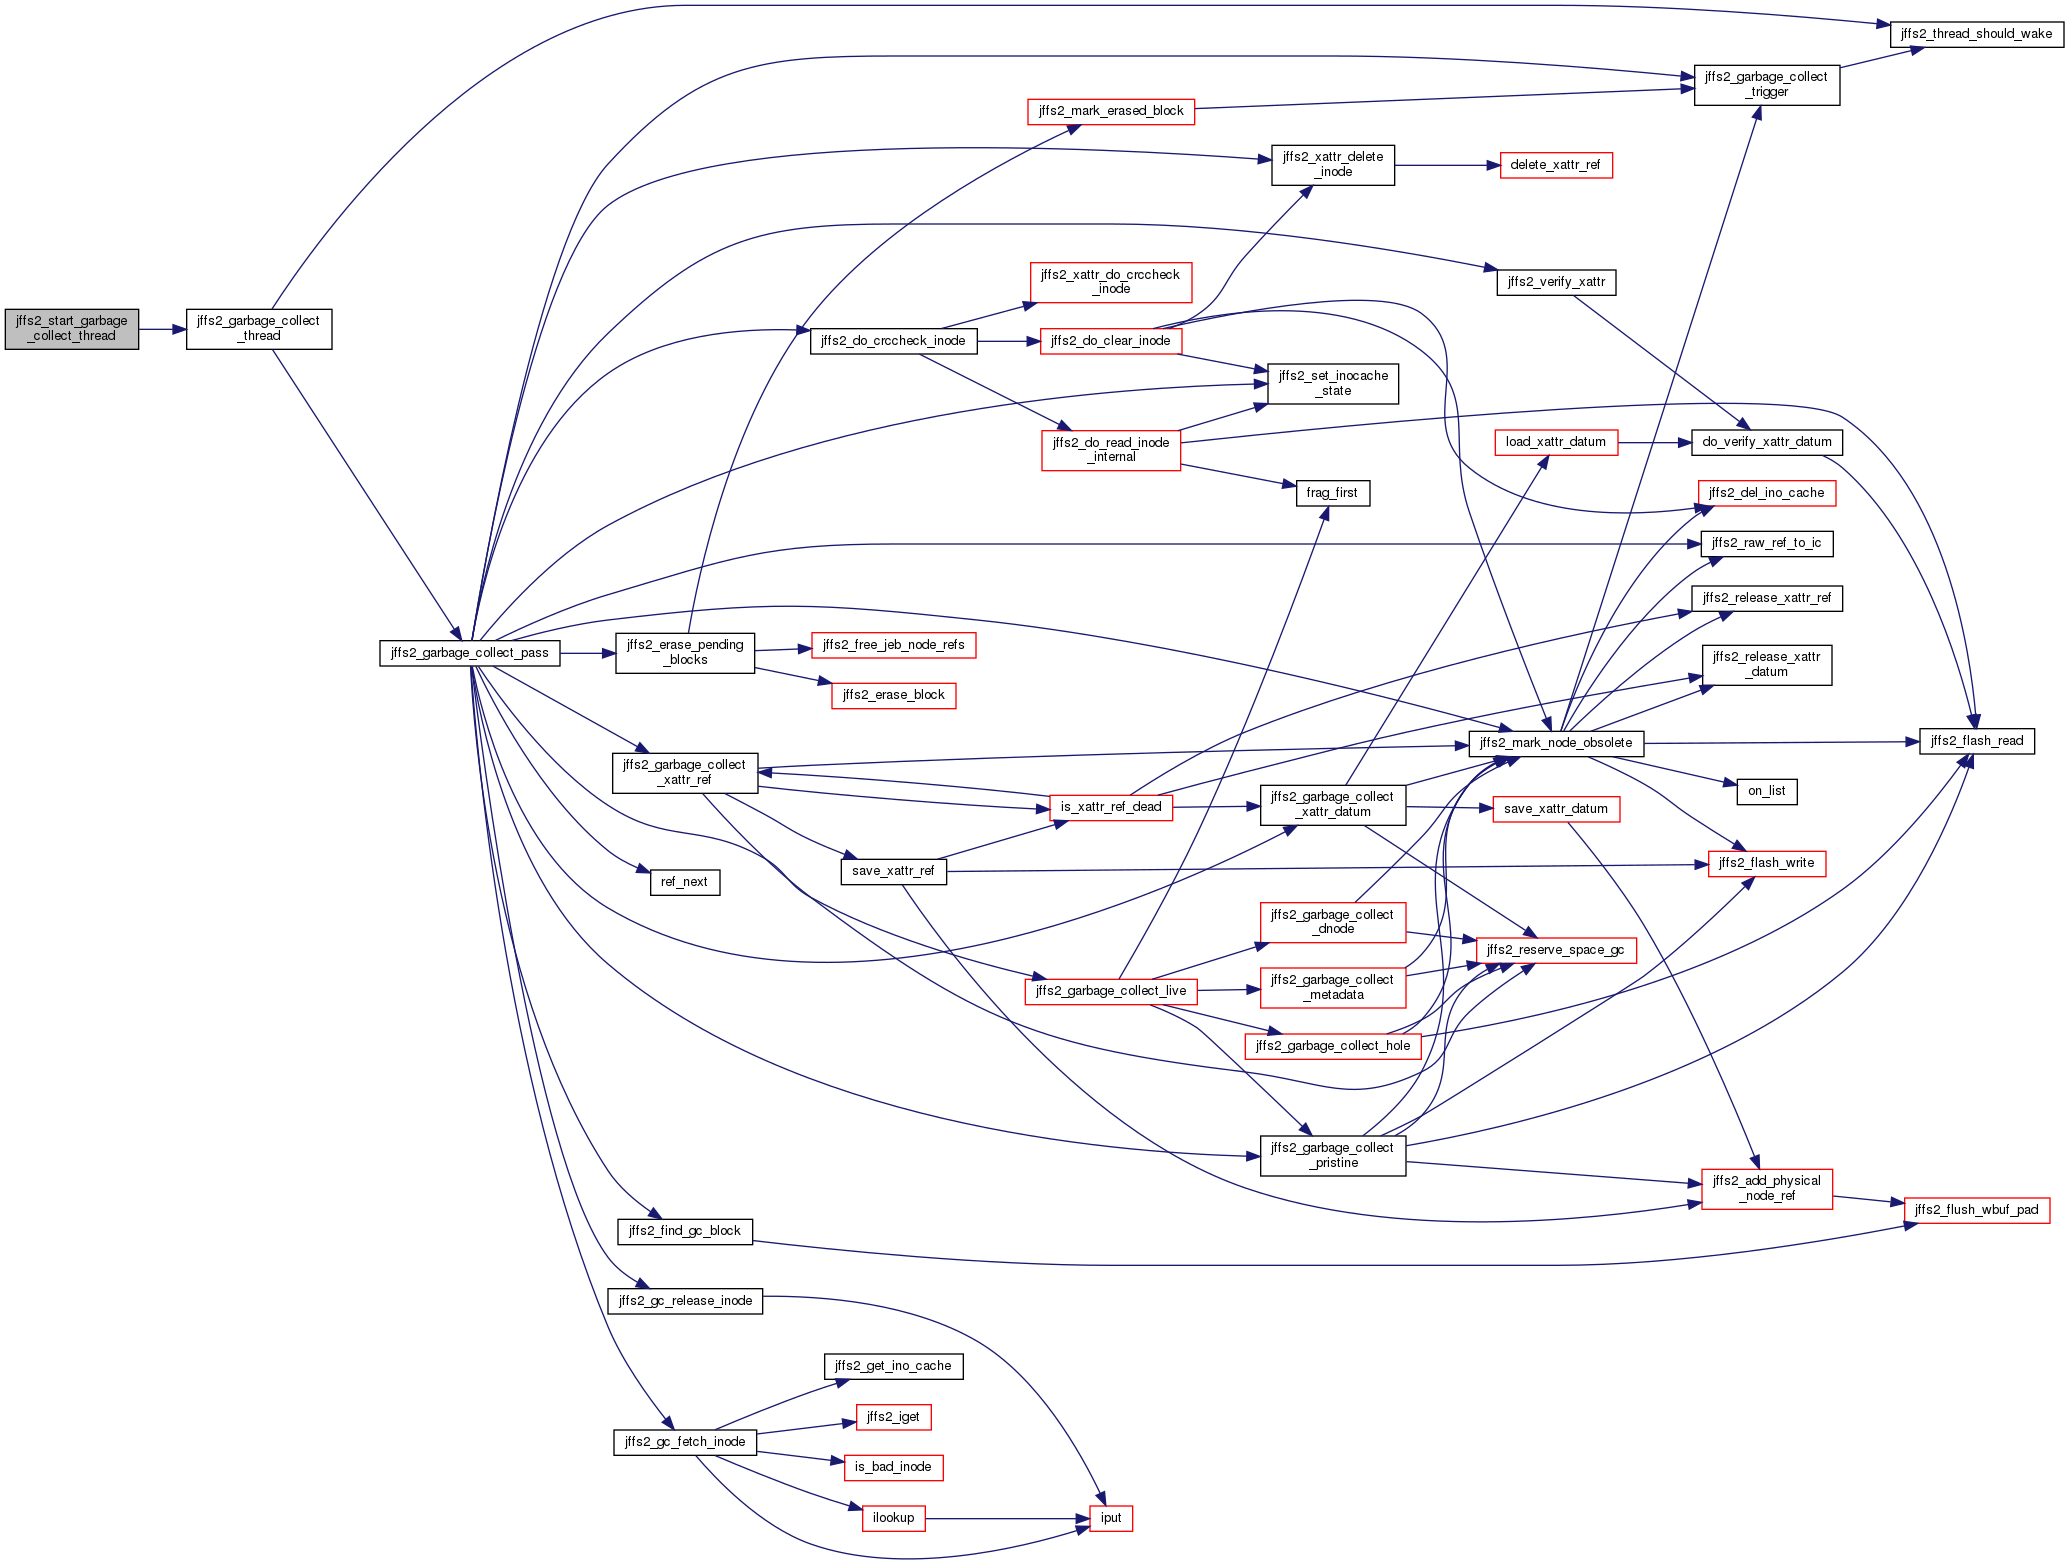 jffs2_thread_should_wake
jffs2_garbage_collect
_trigger
jffs2_mark_erased_block
jffs2_xattr_delete
_inode
delete_xattr_ref
jffs2_xattr_do_crccheck
_inode
jffs2_verify_xattr
jffs2_start_garbage
_collect_thread
jffs2_garbage_collect
_thread
jffs2_do_crccheck_inode
jffs2_do_clear_inode
jffs2_set_inocache
_state
jffs2_do_read_inode
_internal
load_xattr_datum
do_verify_xattr_datum
frag_first
jffs2_del_ino_cache
jffs2_raw_ref_to_ic
jffs2_release_xattr_ref
jffs2_garbage_collect_pass
jffs2_erase_pending
_blocks
jffs2_free_jeb_node_refs
jffs2_erase_block
jffs2_release_xattr
_datum
jffs2_mark_node_obsolete
jffs2_flash_read
jffs2_garbage_collect
_xattr_ref
is_xattr_ref_dead
jffs2_garbage_collect
_xattr_datum
save_xattr_datum
on_list
save_xattr_ref
jffs2_flash_write
ref_next
jffs2_garbage_collect
_dnode
jffs2_reserve_space_gc
jffs2_garbage_collect_live
jffs2_garbage_collect
_metadata
jffs2_garbage_collect_hole
jffs2_garbage_collect
_pristine
jffs2_add_physical
_node_ref
jffs2_flush_wbuf_pad
jffs2_find_gc_block
jffs2_gc_release_inode
jffs2_get_ino_cache
jffs2_iget
jffs2_gc_fetch_inode
is_bad_inode
ilookup
iput